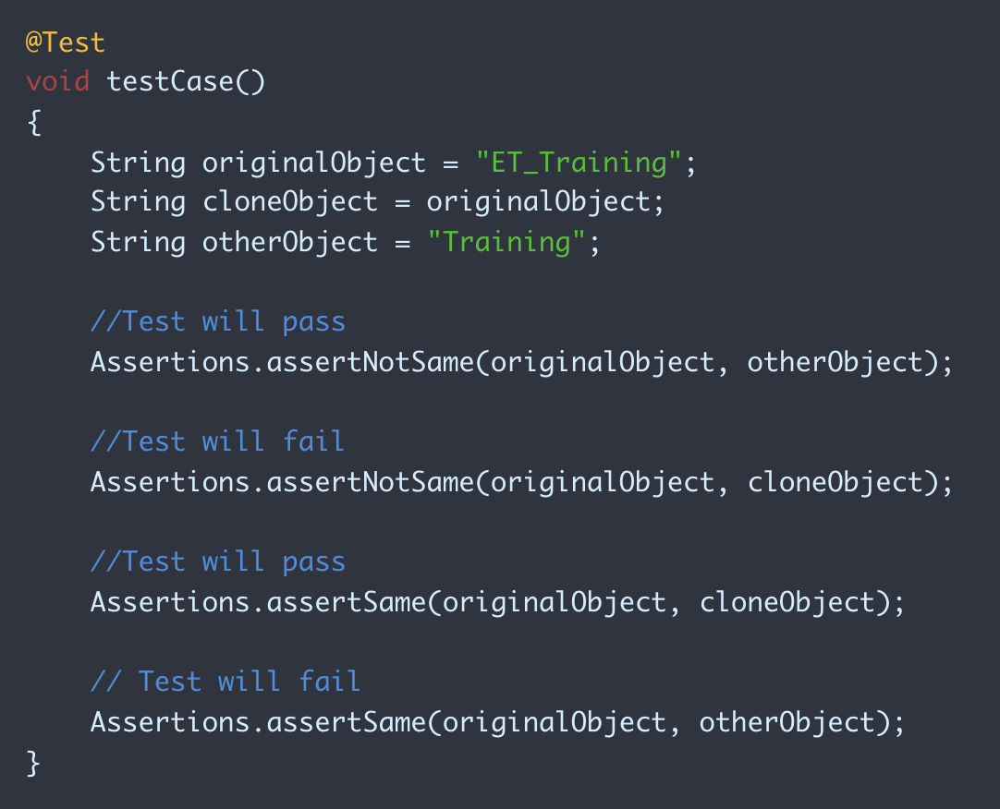 @Test
void testCase()
{
    String originalObject = "ET_Training";
    String cloneObject = originalObject;
    String otherObject = "Training";

    //Test will pass
    Assertions.assertNotSame(originalObject, otherObject);

    //Test will fail
    Assertions.assertNotSame(originalObject, cloneObject);

    //Test will pass
    Assertions.assertSame(originalObject, cloneObject);

    // Test will fail
    Assertions.assertSame(originalObject, otherObject);
}